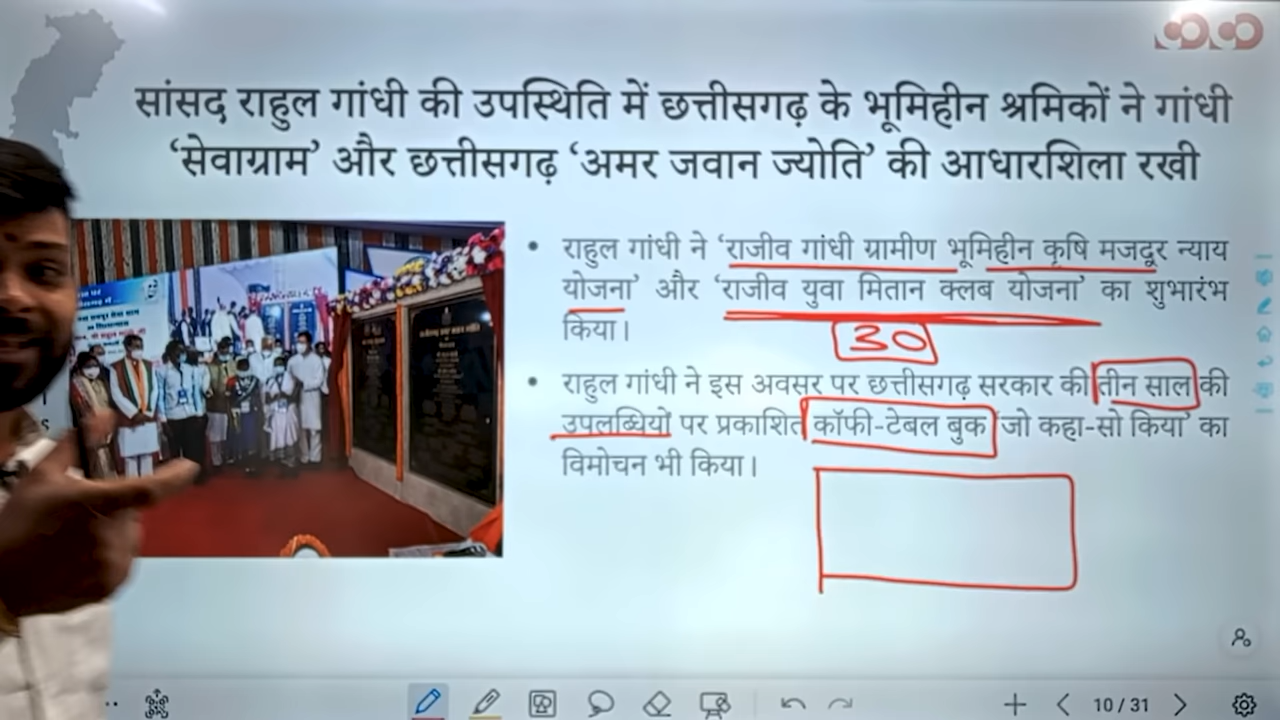 सांसद राहुल गांधी की उपस्थिति में छत्तीसगढ़ के भूमिहीन श्रमिकों ने गांधी
‘सेवाग्राम’ और छत्तीसगढ़ ‘अमर जवान ज्योति’ की आधारशिला रखी
• राहुल गांधी ने ‘राजीव गांधी ग्रामीण भूमिहीन कृषि मजदूर न्याय
योजना’ और ‘राजीव युवा मितान क्लब योजना’ का शुभारंभ
किया।
30
• राहुल गांधी ने इस अवसर पर छत्तीसगढ़ सरकार की तीन साल की
उपलब्धियों पर प्रकाशित कॉफी-टेबल बुक ‘जो कहा-सो किया’ का
विमोचन भी किया।
10 / 31